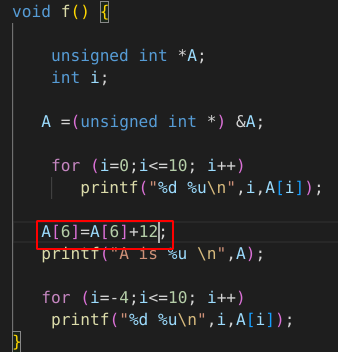 void f() {
unsigned int *A;
int i;
A =(unsigned int *) &A;
for (i=0;i<=10; i++)
printf("%d %u\n",i,A[i]);
A[6]=A[6]+12;
printf("A is %u \n",A);
for (i=-4;i<=10; i++)
printf("%d %u\n",i,A[i]);
}